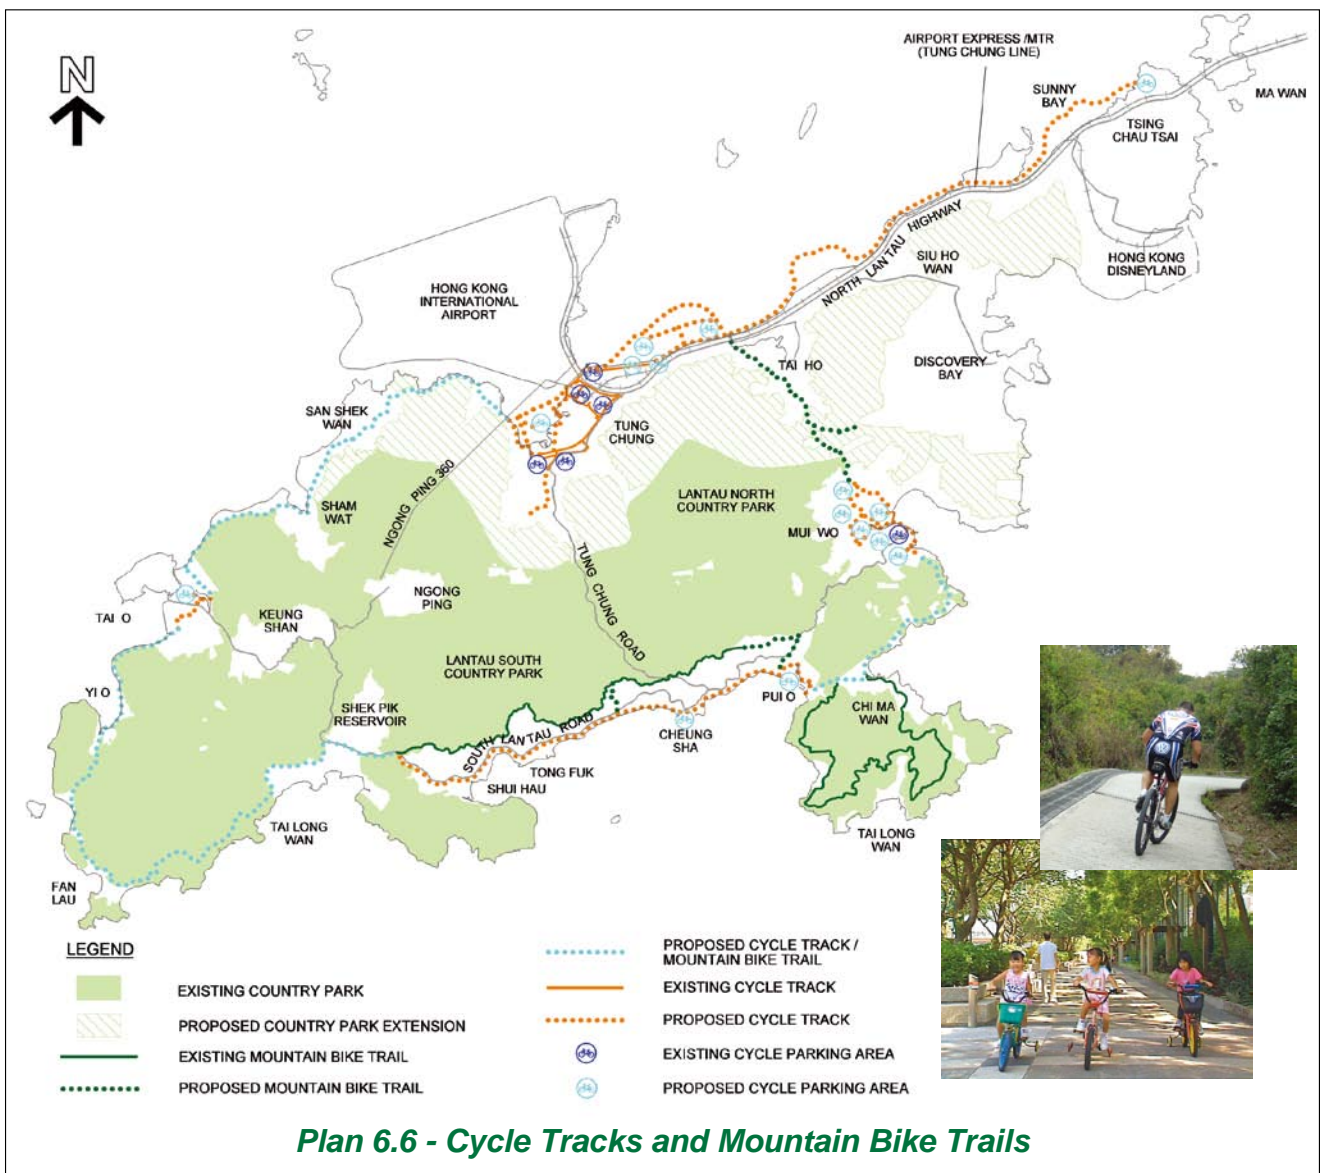 N
AIRPORT EXPRESS /MTR
(TUNG CHUNG LINE)
SUNNY
BAY
MA WAN
TSING
CHAU TSAI
NORTH LAN TAU HIGHWAY
SIU HO
WAN
HONG KONG
DISNEYLAND
HONG KONG
INTERNATIONAL
AIRPORT
TAI HO
DISCOVERY
BAY
SAN SHEK
WAN
TUNG
CHUNG
NGONG PING 360
SHAM
WAT
LANTAU NORTH
COUNTRY PARK
MUI WO
TUNG CHUNG ROAD
NGONG
PING
TAI O
KEUNG
SHAN
LANTAU SOUTH
COUNTRY PARK
YI O
SHEK PIK
RESERVOIR
SOUTH LAN TAU ROAD
PUI O
CHI MA
WAN
CHEUNG
SHA
TONG FUK
SHUI HAU
TAI LONG
WAN
TAI LONG
WAN
FAN
LAU
LEGEND
EXISTING COUNTRY PARK
PROPOSED COUNTRY PARK EXTENSION
EXISTING MOUNTAIN BIKE TRAIL
PROPOSED MOUNTAIN BIKE TRAIL
PROPOSED CYCLE TRACK /
MOUNTAIN BIKE TRAIL
EXISTING CYCLE TRACK
PROPOSED CYCLE TRACK
EXISTING CYCLE PARKING AREA
PROPOSED CYCLE PARKING AREA
Plan 6.6 - Cycle Tracks and Mountain Bike Trails